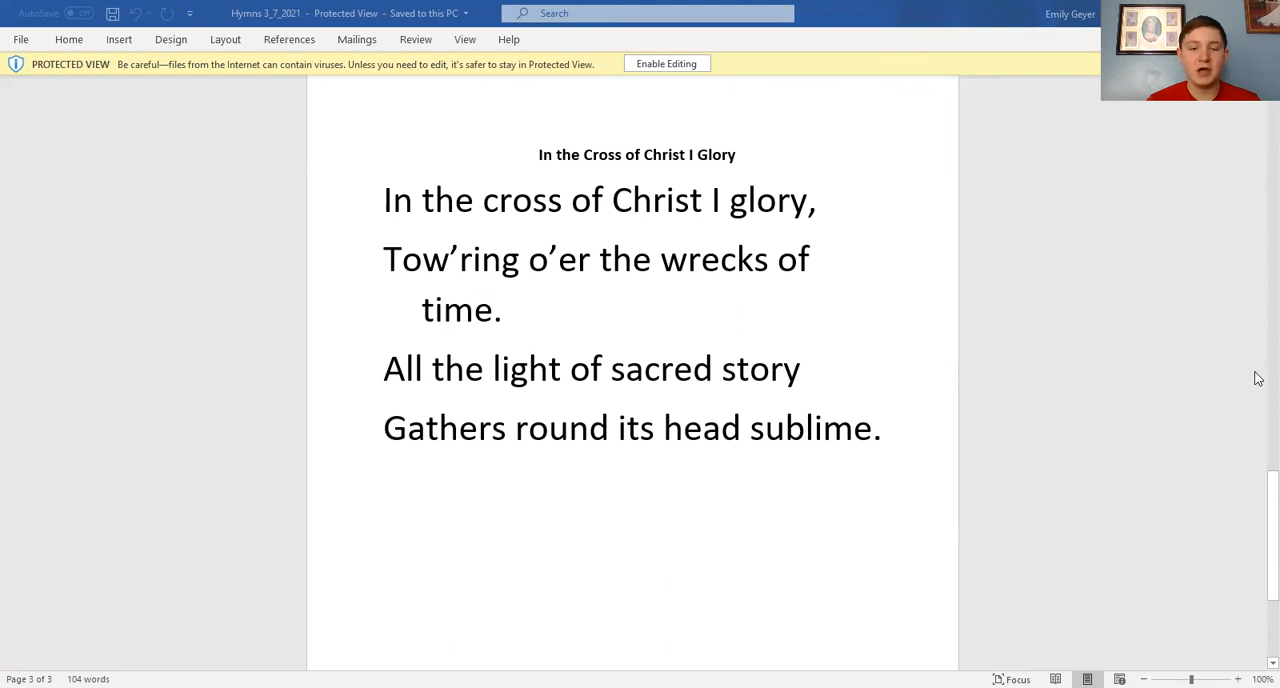 AutoSave Off Hymns 3_7_2021 - Protected View - Saved to this PC Search Emily Geyer
File Home Insert Design Layout References Mailings Review View Help
PROTECTED VIEW Be careful—files from the Internet can contain viruses. Unless you need to edit, it's safer to stay in Protected View. Enable Editing
In the Cross of Christ I Glory
In the cross of Christ I glory,
Tow’ring o’er the wrecks of
time.
All the light of sacred story
Gathers round its head sublime.
Page 3 of 3 104 words Focus 100%